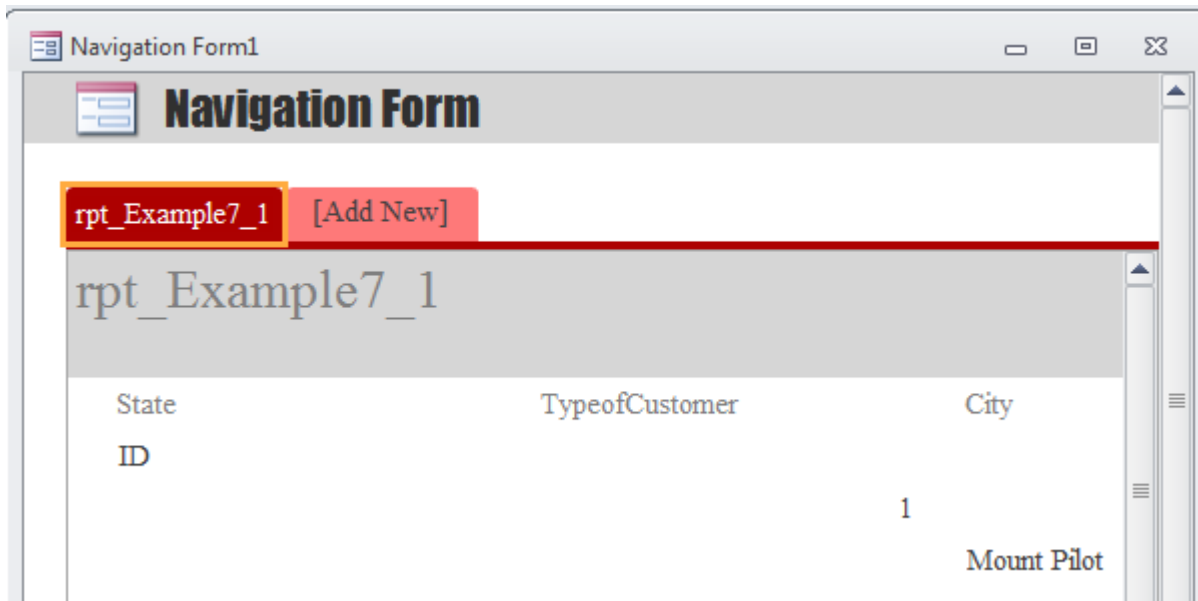 Navigation Form1
Navigation Form
rpt_Example7_1 [Add New]
rpt_Example7_1
State TypeofCustomer City
ID
1
Mount Pilot